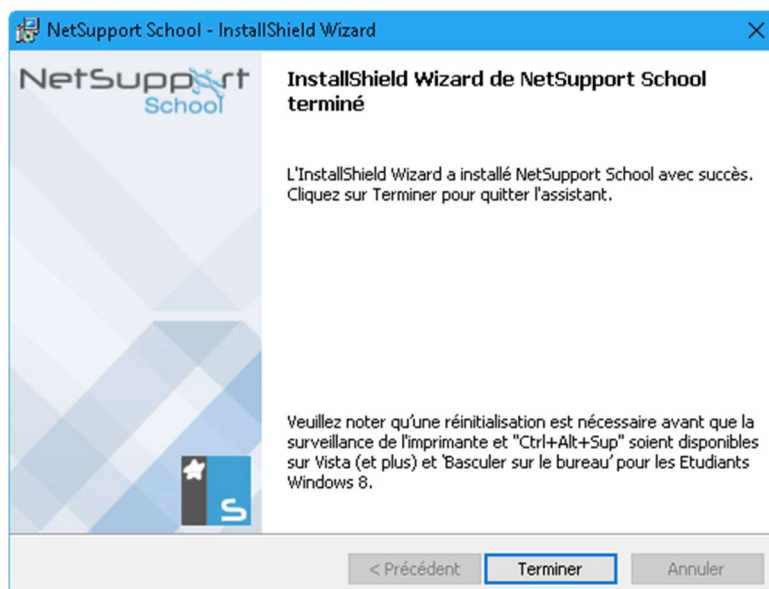 NetSupport School - InstallShield Wizard
NetSupport
School
InstallShield Wizard de NetSupport School
terminé
L'InstallShield Wizard a installé NetSupport School avec succès.
Cliquez sur Terminer pour quitter l'assistant.
Veuillez noter qu'une réinitialisation est nécessaire avant que la
surveillance de l'imprimante et "Ctrl+Alt+Sup" soient disponibles
sur Vista (et plus) et 'Basculer sur le bureau' pour les Etudiants
Windows 8.
S
< Précédent Terminer Annuler